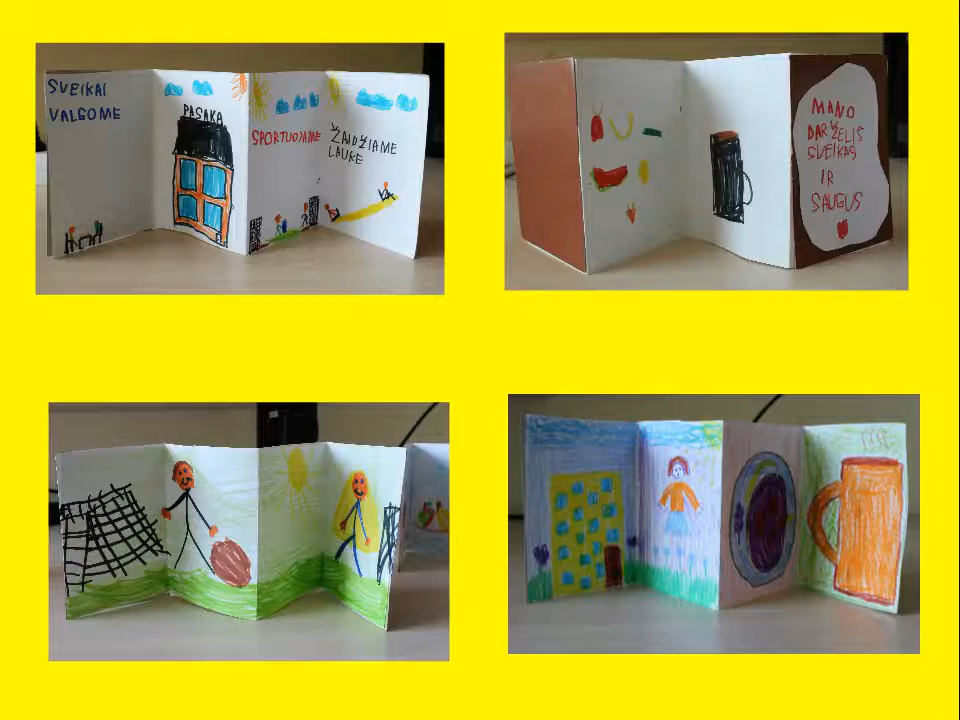 SVEIKAI
VALGOME
PASAKA
SPORTUOJAME
ŽAIDŽIAME
LAUKE
MANO
DARŽELIS
SVEIKAS
IR
SAUGUS